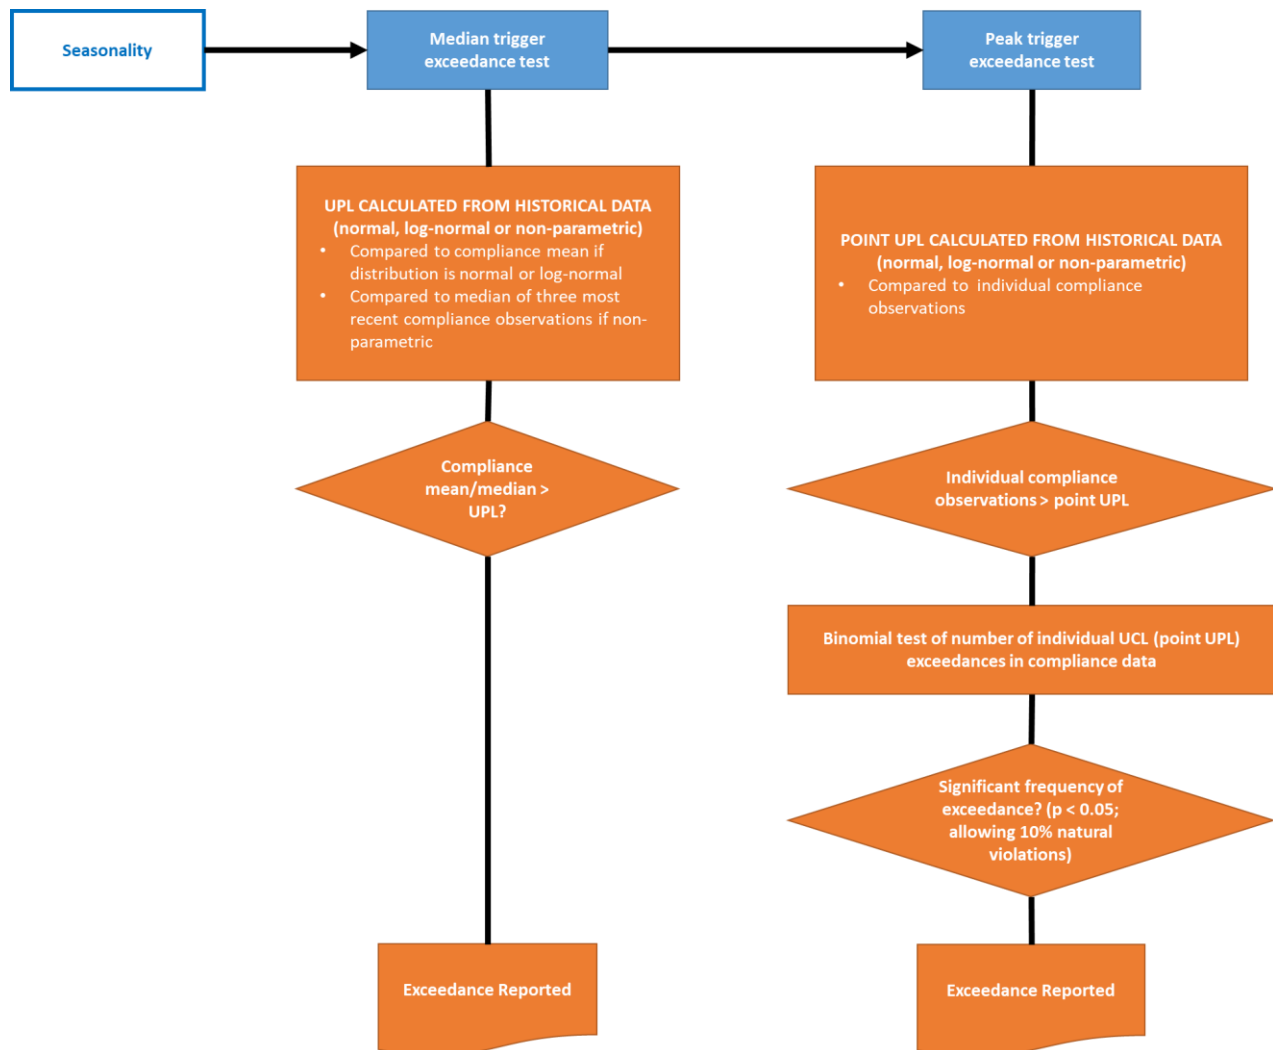 Seasonality
Median trigger
exceedance test
Peak trigger
exceedance test
UPL CALCULATED FROM HISTORICAL DATA
(normal, log-normal or non-parametric)
• Compared to compliance mean if
distribution is normal or log-normal
• Compared to median of three most
recent compliance observations if non-
parametric
POINT UPL CALCULATED FROM HISTORICAL DATA
(normal, log-normal or non-parametric)
• Compared to individual compliance
observations
Compliance
mean/median >
UPL?
Individual compliance
observations > point UPL
Binomial test of number of individual UCL (point UPL)
exceedances in compliance data
Significant frequency of
exceedance? (p < 0.05;
allowing 10% natural
violations)
Exceedance Reported
Exceedance Reported